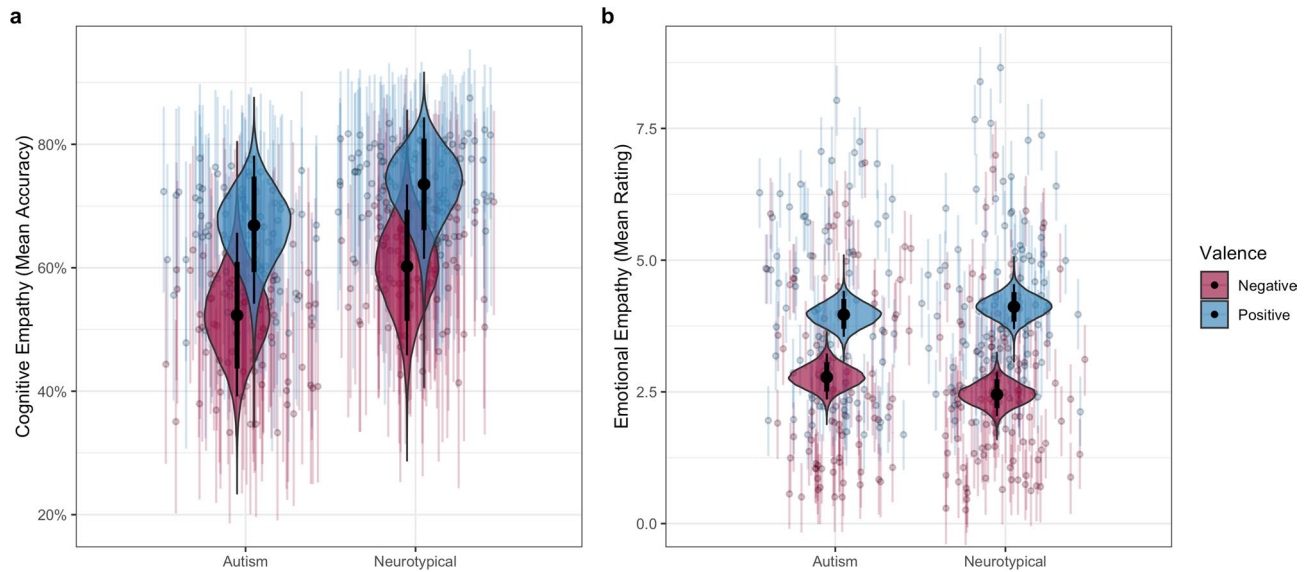 a
b
Cognitive Empathy (Mean Accuracy)
80%
60%
40%
20%
Autism
Neurotypical
Emotional Empathy (Mean Rating)
7.5
5.0
2.5
0.0
Autism
Neurotypical
Valence
Negative
Positive